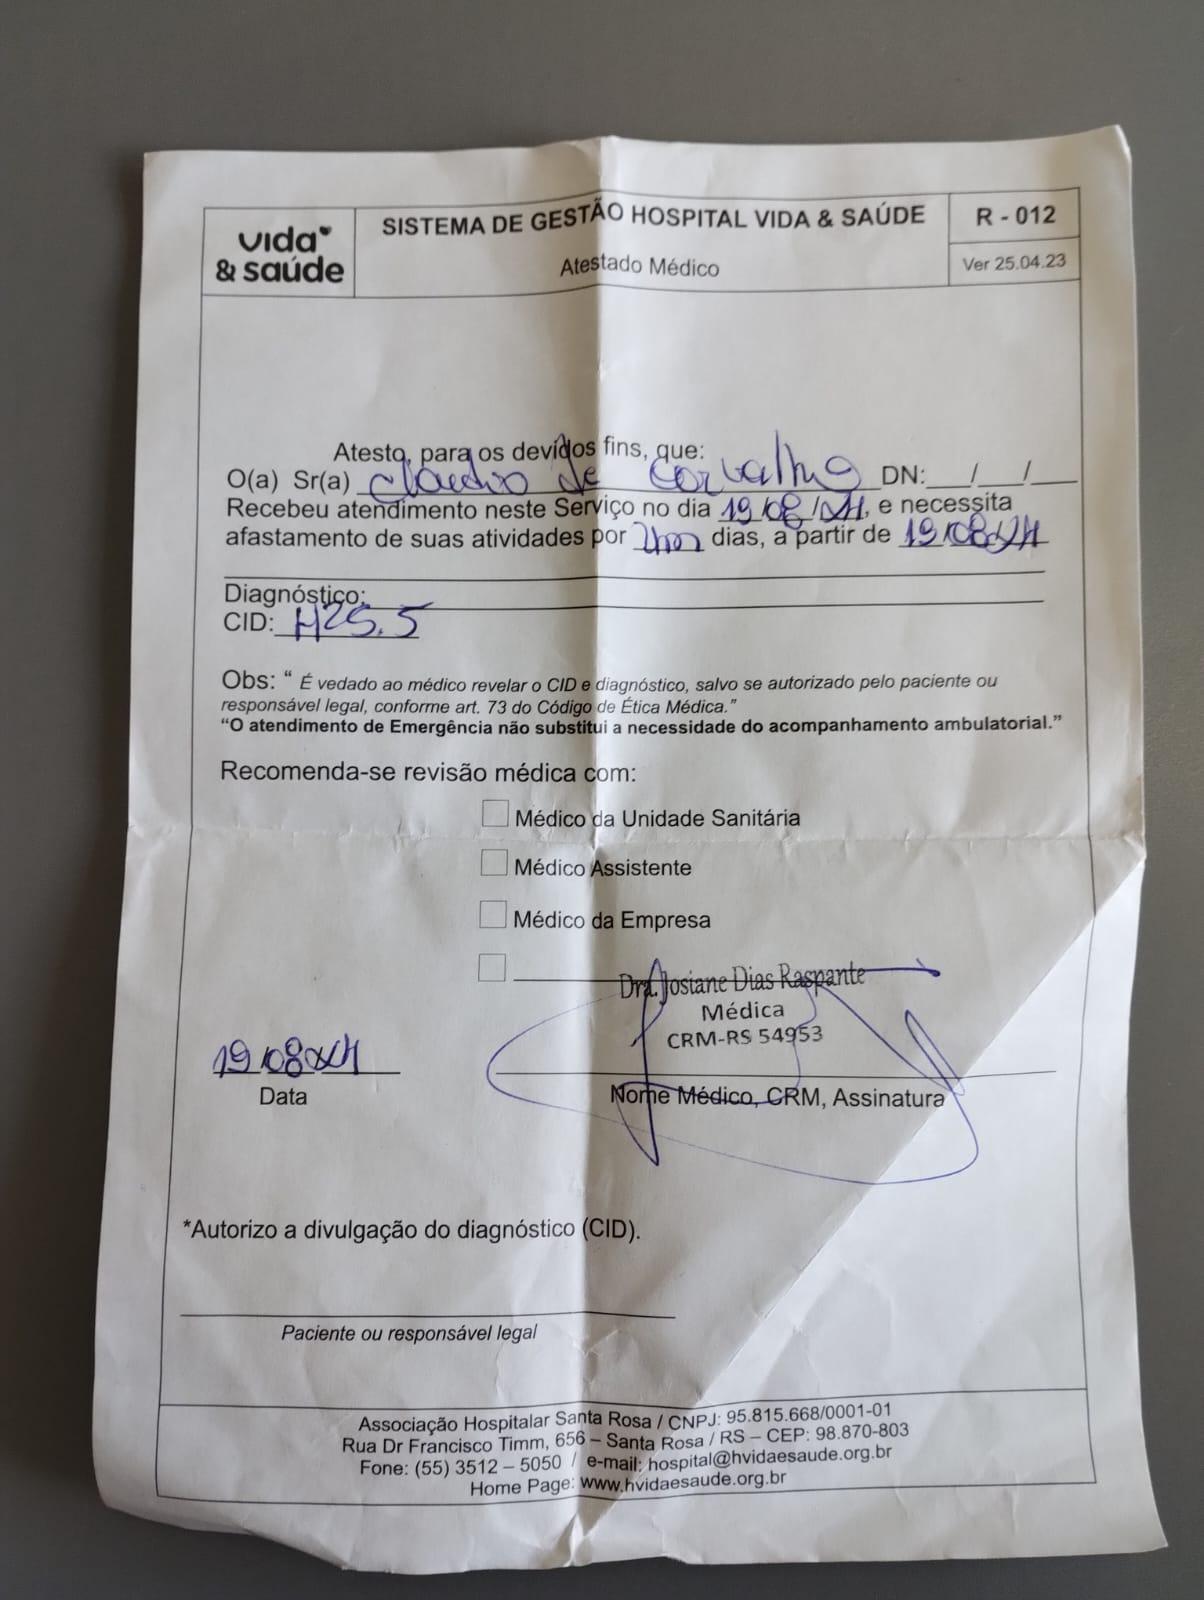 vida & saúde
SISTEMA DE GESTÃO HOSPITAL VIDA & SAÚDE
Atestado Médico
R - 012
Ver 25.04.23
Atesto, para os devidos fins, que:
O(a) Sr(a) Claudio de Carvalho DN:___/___/___
Recebeu atendimento neste Serviço no dia 19/08/24, e necessita
afastamento de suas atividades por dias, a partir de 19/08/24
Diagnóstico:
CID: H25.5
Obs: “ É vedado ao médico revelar o CID e diagnóstico, salvo se autorizado pelo paciente ou
responsável legal, conforme art. 73 do Código de Ética Médica.”
“O atendimento de Emergência não substitui a necessidade do acompanhamento ambulatorial.”
Recomenda-se revisão médica com:
Médico da Unidade Sanitária
Médico Assistente
Médico da Empresa
Dra. Josiane Dias Raspante
Médica
CRM-RS 54953
19/08/24
Data
Nome Médico, CRM, Assinatura
*Autorizo a divulgação do diagnóstico (CID).
Paciente ou responsável legal
Associação Hospitalar Santa Rosa / CNPJ: 95.815.668/0001-01
Rua Dr Francisco Timm, 656 – Santa Rosa / RS – CEP: 98.870-803
Fone: (55) 3512 – 5050 / e-mail: hospital@hvidaesaude.org.br
Home Page: www.hvidaesaude.org.br